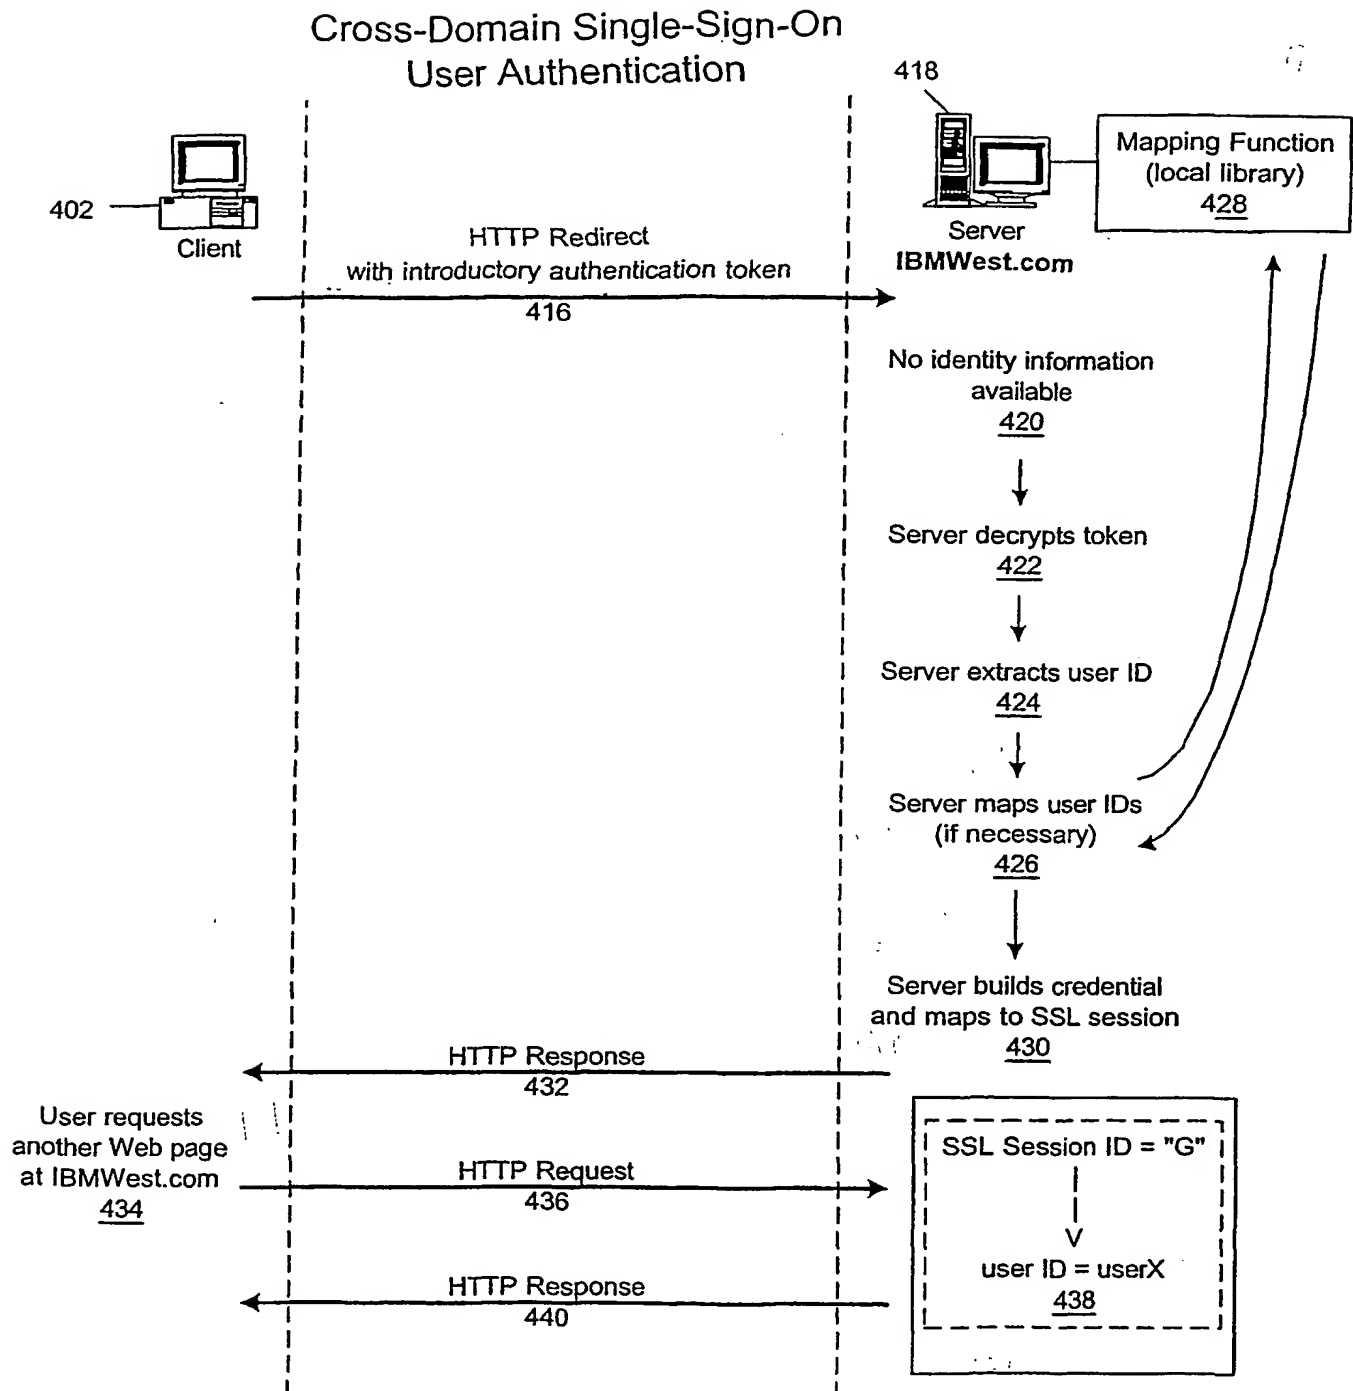 Cross-Domain Single-Sign-On
User Authentication
418
Mapping Function
(local library)
428
402
Client
Server
IBMWest.com
HTTP Redirect
with introductory authentication token
416
No identity information
available
420
Server decrypts token
422
Server extracts user ID
424
Server maps user IDs
(if necessary)
426
Server builds credential
and maps to SSL session
430
HTTP Response
432
User requests
another Web page
at IBMWest.com
434
HTTP Request
436
SSL Session ID = "G"
user ID = userX
438
HTTP Response
440